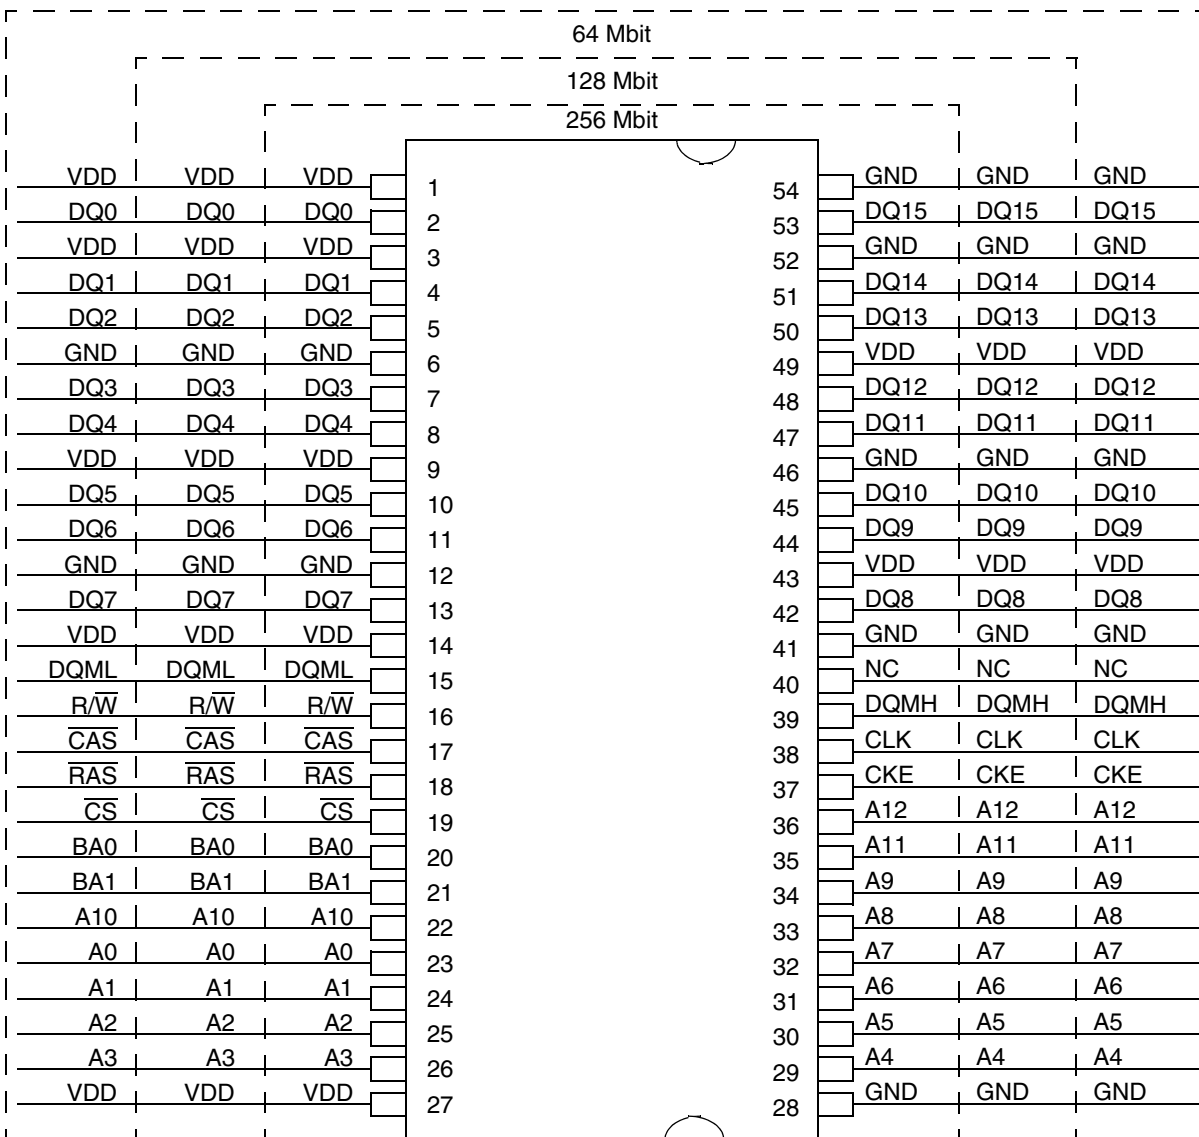 64 Mbit
128 Mbit
256 Mbit
VDD VDD VDD 1 54 GND GND GND
DQ0 DQ0 DQ0 2 53 DQ15 DQ15 DQ15
VDD VDD VDD 3 52 GND GND GND
DQ1 DQ1 DQ1 4 51 DQ14 DQ14 DQ14
DQ2 DQ2 DQ2 5 50 DQ13 DQ13 DQ13
GND GND GND 6 49 VDD VDD VDD
DQ3 DQ3 DQ3 7 48 DQ12 DQ12 DQ12
DQ4 DQ4 DQ4 8 47 DQ11 DQ11 DQ11
VDD VDD VDD 9 46 GND GND GND
DQ5 DQ5 DQ5 10 45 DQ10 DQ10 DQ10
DQ6 DQ6 DQ6 11 44 DQ9 DQ9 DQ9
GND GND GND 12 43 VDD VDD VDD
DQ7 DQ7 DQ7 13 42 DQ8 DQ8 DQ8
VDD VDD VDD 14 41 GND GND GND
DQML DQML DQML 15 40 NC NC NC
R/W̅ R/W̅ R/W̅ 16 39 DQMH DQMH DQMH
C̅A̅S̅ C̅A̅S̅ C̅A̅S̅ 17 38 CLK CLK CLK
R̅A̅S̅ R̅A̅S̅ R̅A̅S̅ 18 37 CKE CKE CKE
C̅S̅ C̅S̅ C̅S̅ 19 36 A12 A12 A12
BA0 BA0 BA0 20 35 A11 A11 A11
BA1 BA1 BA1 21 34 A9 A9 A9
A10 A10 A10 22 33 A8 A8 A8
A0 A0 A0 23 32 A7 A7 A7
A1 A1 A1 24 31 A6 A6 A6
A2 A2 A2 25 30 A5 A5 A5
A3 A3 A3 26 29 A4 A4 A4
VDD VDD VDD 27 28 GND GND GND